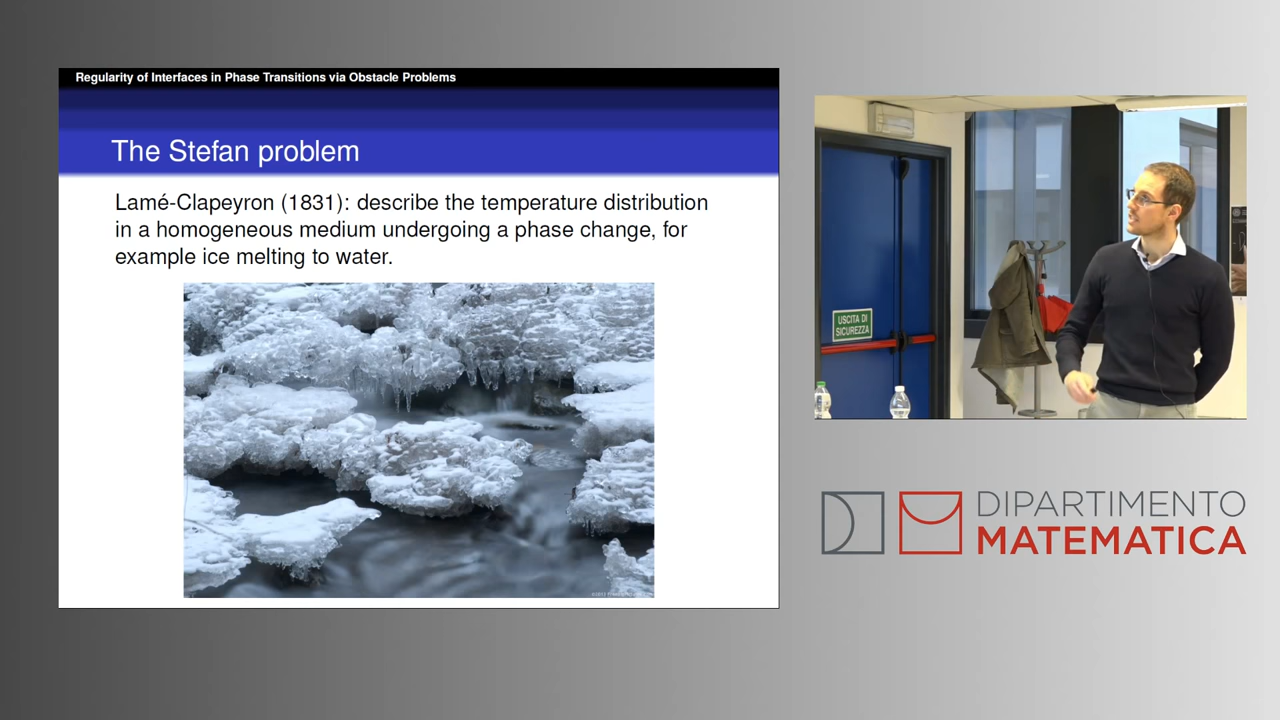 Regularity of Interfaces in Phase Transitions via Obstacle Problems
The Stefan problem
Lamé-Clapeyron (1831): describe the temperature distribution
in a homogeneous medium undergoing a phase change, for
example ice melting to water.
USCITA DI
SICUREZZA
DIPARTIMENTO
MATEMATICA